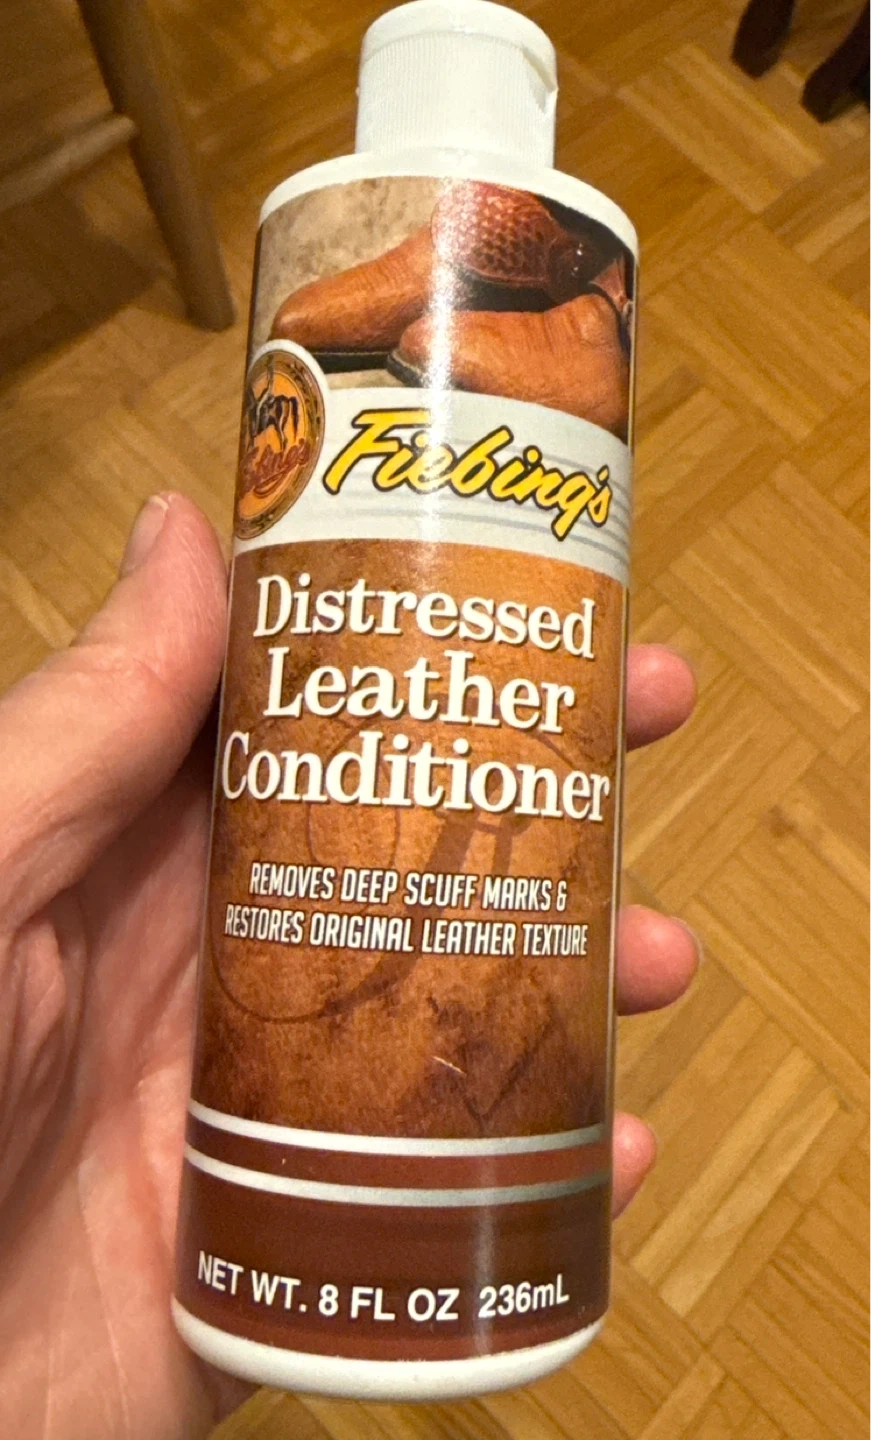 Fiebing's
Distressed
Leather
Conditioner
REMOVES DEEP SCUFF MARKS &
RESTORES ORIGINAL LEATHER TEXTURE
NET WT. 8 FL OZ 236mL